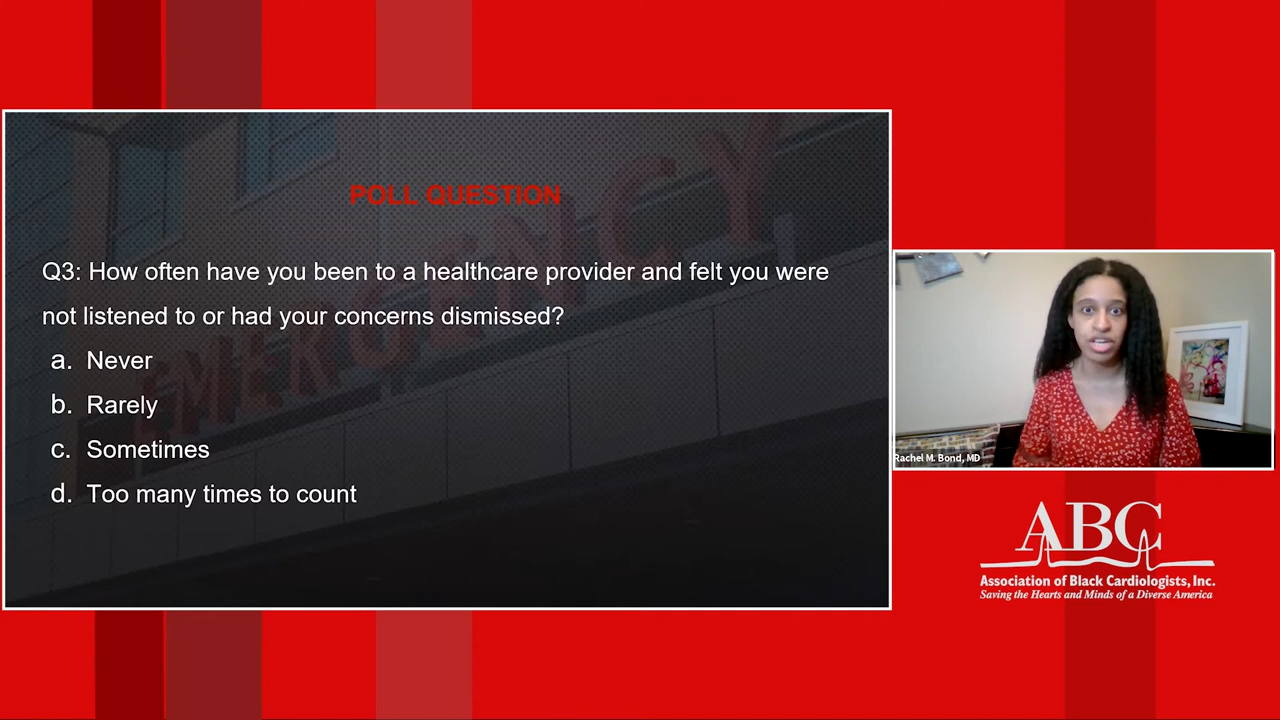 POLL QUESTION
EMERGENCY
Q3: How often have you been to a healthcare provider and felt you were
not listened to or had your concerns dismissed?
a. Never
b. Rarely
c. Sometimes
d. Too many times to count
Rachel M. Bond, MD
ABC
Association of Black Cardiologists, Inc.
Saving the Hearts and Minds of a Diverse America